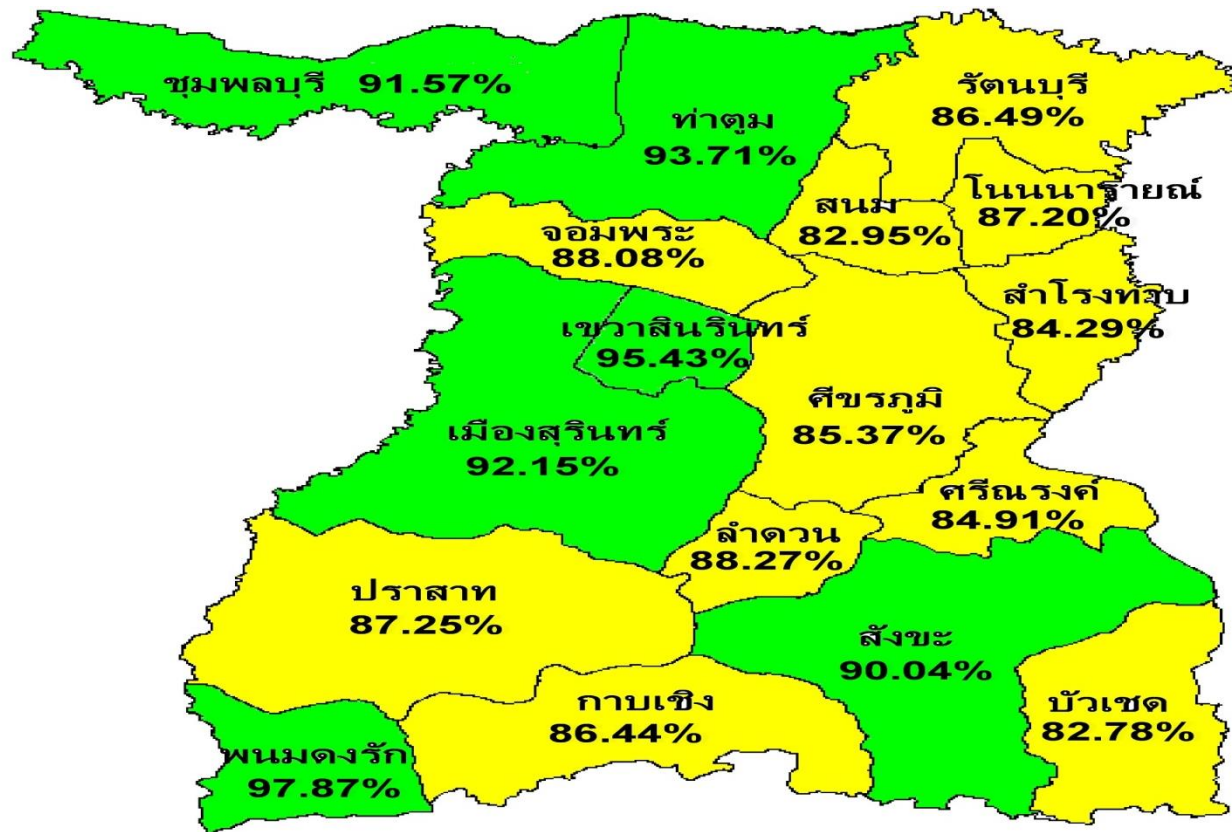 ชุมพลบุรี 91.57%
ท่าตูม
93.71%
รัตนบุรี
86.49%
สนม
82.95%
โนนนารายณ์
87.20%
จอมพระ
88.08%
สำโรงทาบ
84.29%
เขวาสินรินทร์
95.43%
ศีขรภูมิ
85.37%
เมืองสุรินทร์
92.15%
ศรีณรงค์
84.91%
ลำดวน
88.27%
ปราสาท
87.25%
สังขะ
90.04%
กาบเชิง
86.44%
บัวเชด
82.78%
พนมดงรัก
97.87%